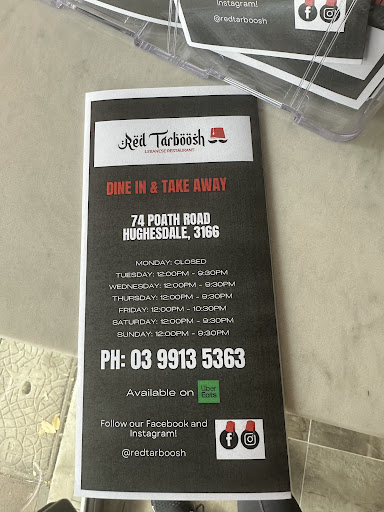 Instagram!
@redtarboosh
Rëd Tarböösh
LEBANESE RESTAURANT
DINE IN & TAKE AWAY
74 POATH ROAD
HUGHESDALE, 3166
MONDAY: CLOSED
TUESDAY: 12:00PM - 9:30PM
WEDNESDAY: 12:00PM - 9:30PM
THURSDAY: 12:00PM - 9:30PM
FRIDAY: 12:00PM - 10:30PM
SATURDAY: 12:00PM - 9:30PM
SUNDAY: 12:00PM - 9:30PM
PH: 03 9913 5363
Available on Uber Eats
Follow our Facebook and
Instagram!
@redtarboosh